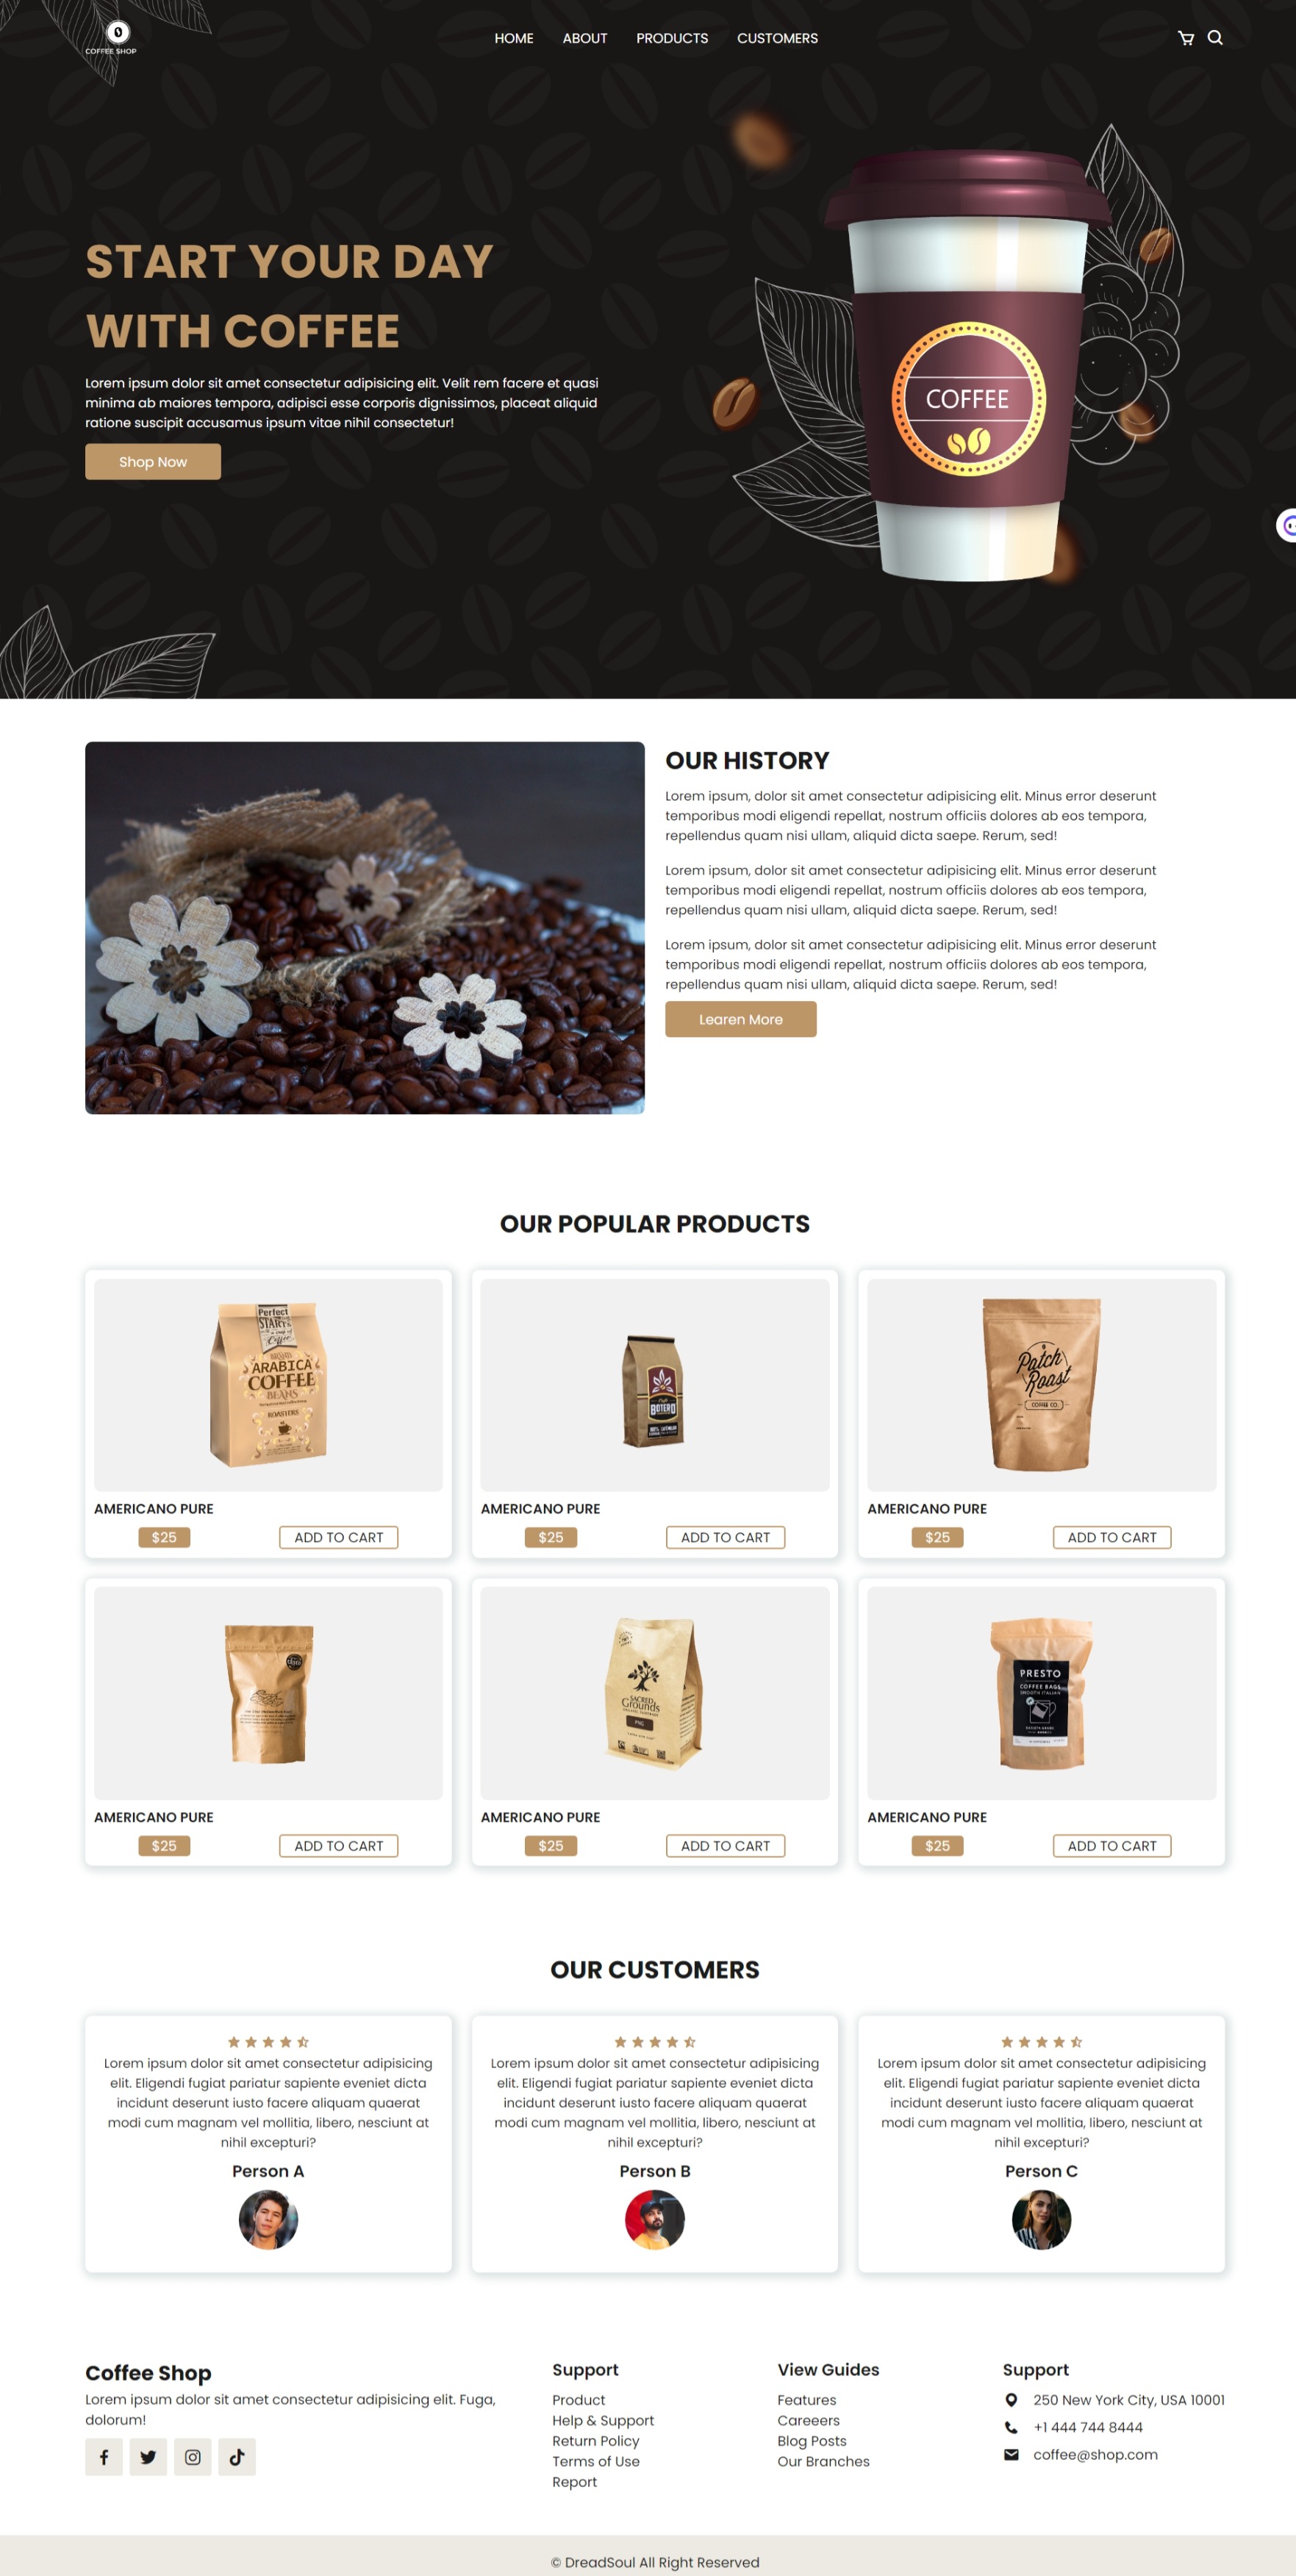 COFFEE SHOP
HOME ABOUT PRODUCTS CUSTOMERS
START YOUR DAY
WITH COFFEE
Lorem ipsum dolor sit amet consectetur adipisicing elit. Velit rem facere et quasi
minima ab maiores tempora, adipisci esse corporis dignissimos, placeat aliquid
ratione suscipit accusamus ipsum vitae nihil consectetur!
Shop Now
COFFEE
OUR HISTORY
Lorem ipsum, dolor sit amet consectetur adipisicing elit. Minus error deserunt
temporibus modi eligendi repellat, nostrum officiis dolores ab eos tempora,
repellendus quam nisi ullam, aliquid dicta saepe. Rerum, sed!
Lorem ipsum, dolor sit amet consectetur adipisicing elit. Minus error deserunt
temporibus modi eligendi repellat, nostrum officiis dolores ab eos tempora,
repellendus quam nisi ullam, aliquid dicta saepe. Rerum, sed!
Lorem ipsum, dolor sit amet consectetur adipisicing elit. Minus error deserunt
temporibus modi eligendi repellat, nostrum officiis dolores ab eos tempora,
repellendus quam nisi ullam, aliquid dicta saepe. Rerum, sed!
Learen More
OUR POPULAR PRODUCTS
Perfect
STARTS
Coffee
ARABICA
COFFEE
BEANS
ROASTERS
AMERICANO PURE
$25 ADD TO CART
BOTERO
AMERICANO PURE
$25 ADD TO CART
Patch
Roast
COFFEE CO.
AMERICANO PURE
$25 ADD TO CART
AMERICANO PURE
$25 ADD TO CART
SACRED
Grounds
PNG
AMERICANO PURE
$25 ADD TO CART
PRESTO
COFFEE BAGS
SMOOTH ITALIAN
AMERICANO PURE
$25 ADD TO CART
OUR CUSTOMERS
Lorem ipsum dolor sit amet consectetur adipisicing
elit. Eligendi fugiat pariatur sapiente eveniet dicta
incidunt deserunt iusto facere aliquam quaerat
modi cum magnam vel mollitia, libero, nesciunt at
nihil excepturi?
Person A
Lorem ipsum dolor sit amet consectetur adipisicing
elit. Eligendi fugiat pariatur sapiente eveniet dicta
incidunt deserunt iusto facere aliquam quaerat
modi cum magnam vel mollitia, libero, nesciunt at
nihil excepturi?
Person B
Lorem ipsum dolor sit amet consectetur adipisicing
elit. Eligendi fugiat pariatur sapiente eveniet dicta
incidunt deserunt iusto facere aliquam quaerat
modi cum magnam vel mollitia, libero, nesciunt at
nihil excepturi?
Person C
Coffee Shop
Lorem ipsum dolor sit amet consectetur adipisicing elit. Fuga,
dolorum!
Support
Product
Help & Support
Return Policy
Terms of Use
Report
View Guides
Features
Careeers
Blog Posts
Our Branches
Support
250 New York City, USA 10001
+1 444 744 8444
coffee@shop.com
© DreadSoul All Right Reserved